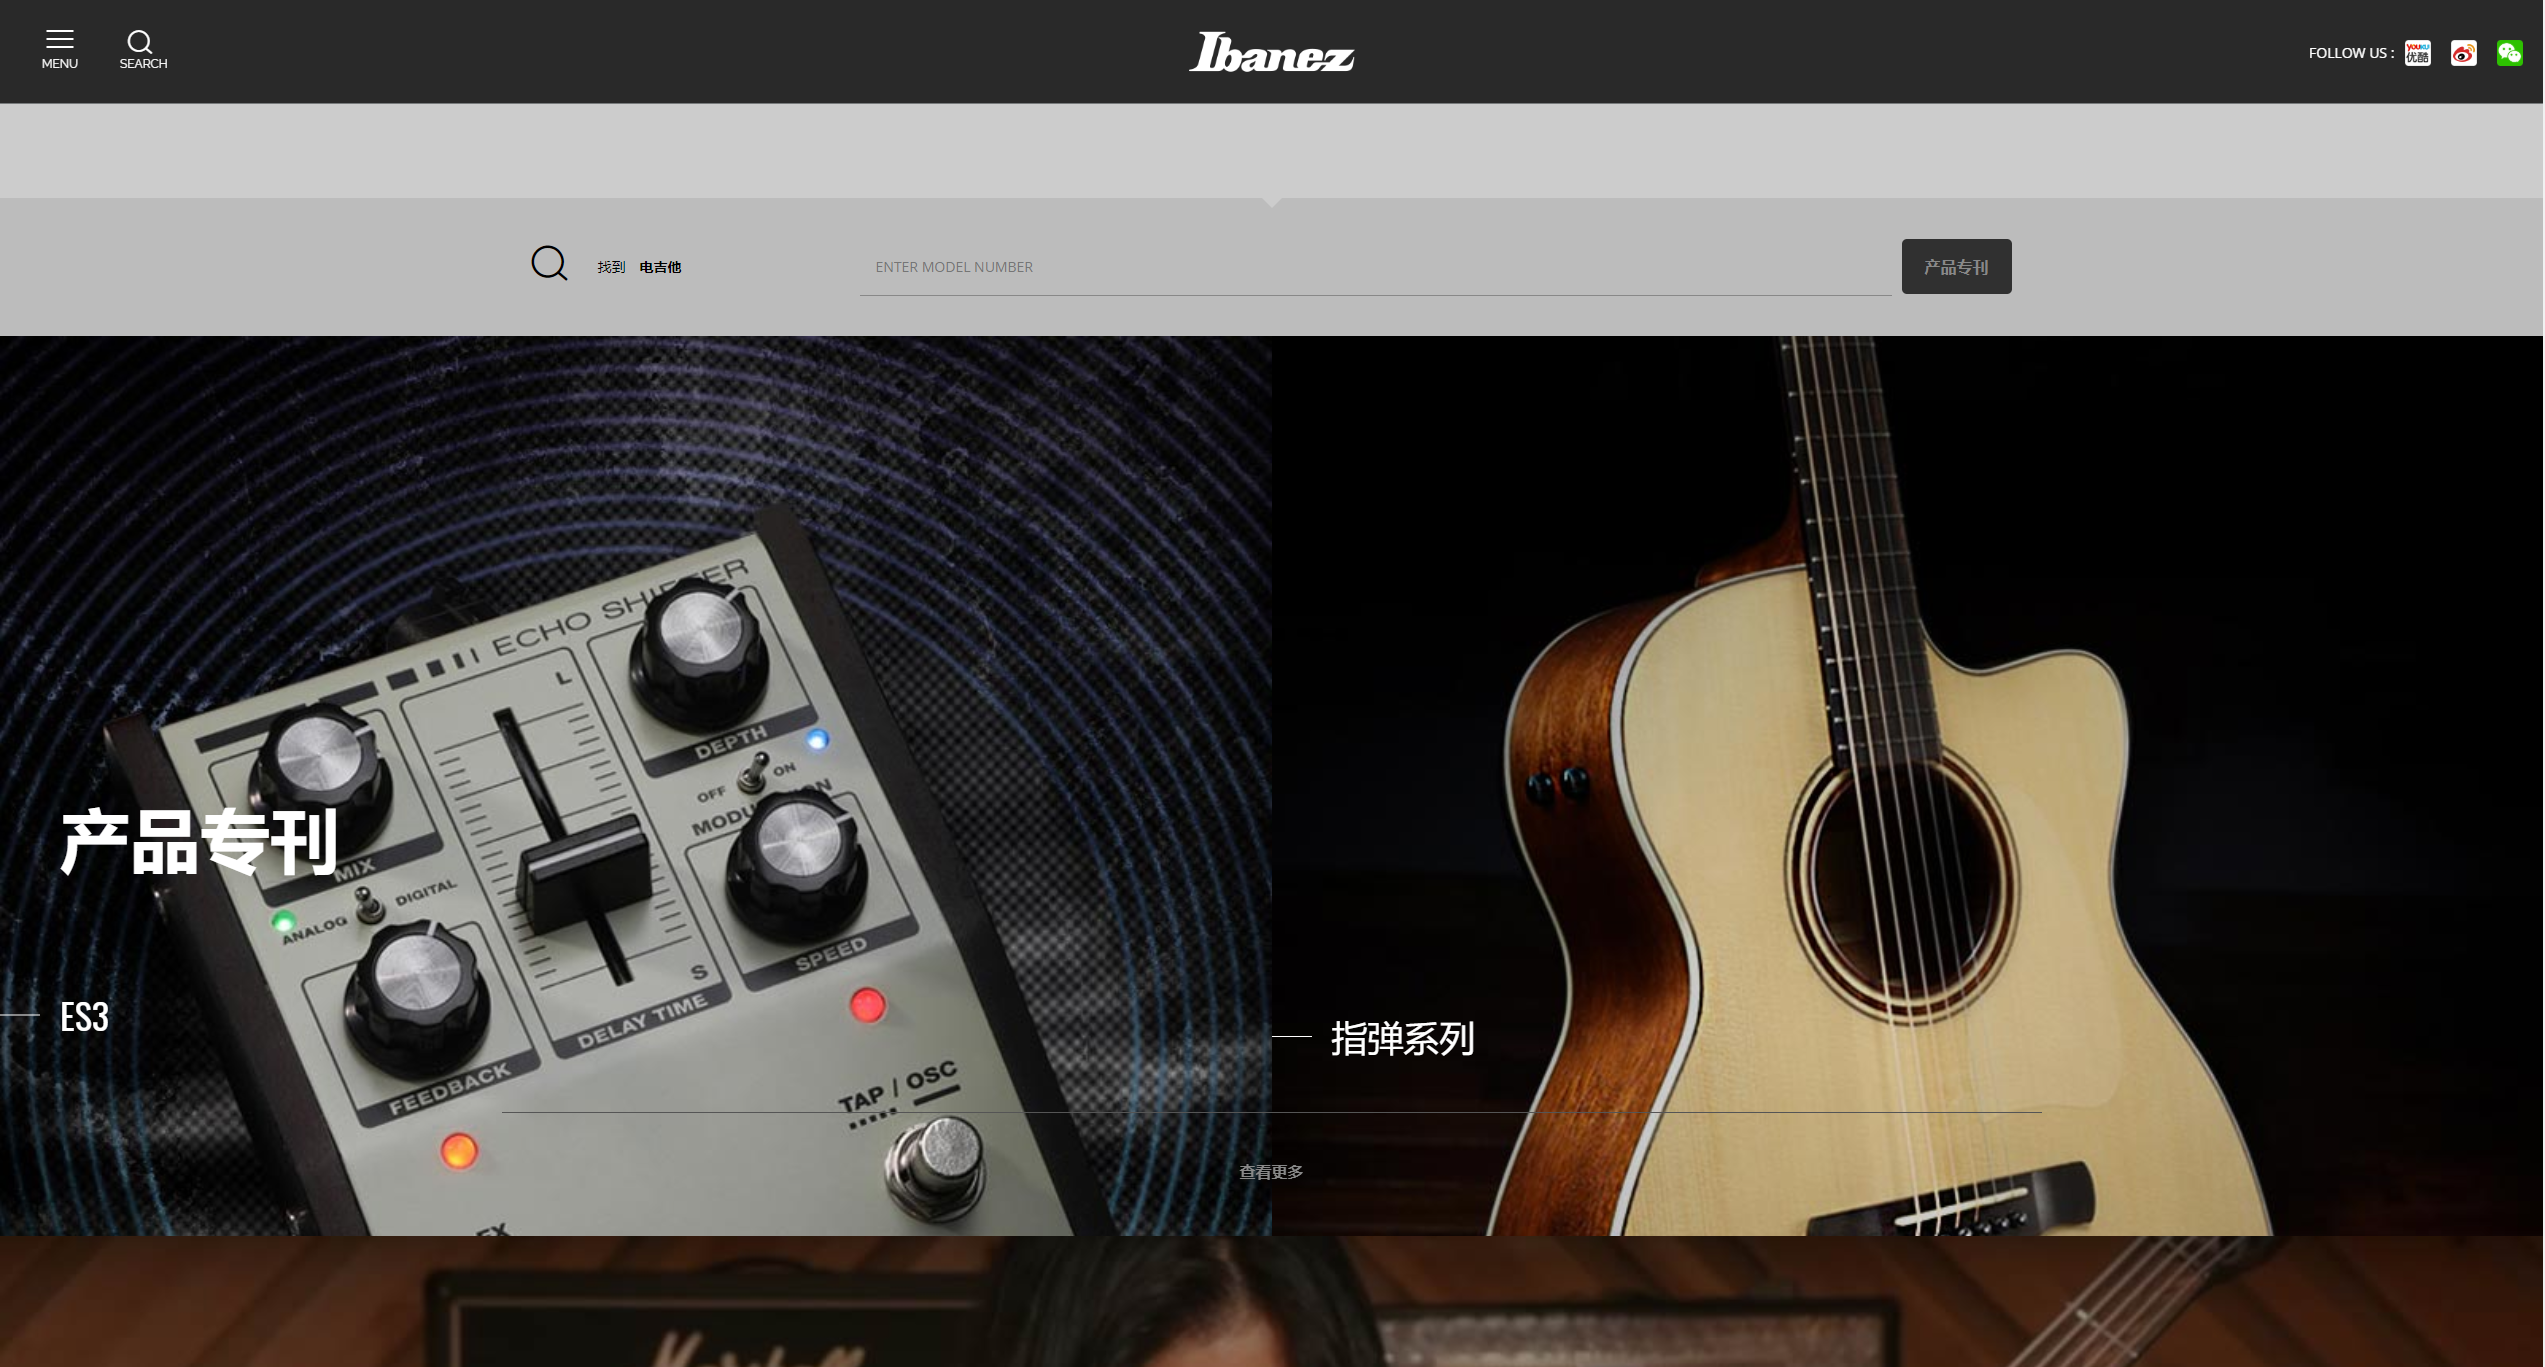 MENU
SEARCH
Ibanez
FOLLOW US :
YOUKU
优酷
找到 电吉他
ENTER MODEL NUMBER
产品专刊
ECHO SHIFTER
L
DEPTH
OFF
ON
MODULATION
产品专刊
MIX
ANALOG
DIGITAL
SPEED
S
DELAY TIME
ES3
FEEDBACK
TAP / OSC
指弹系列
查看更多